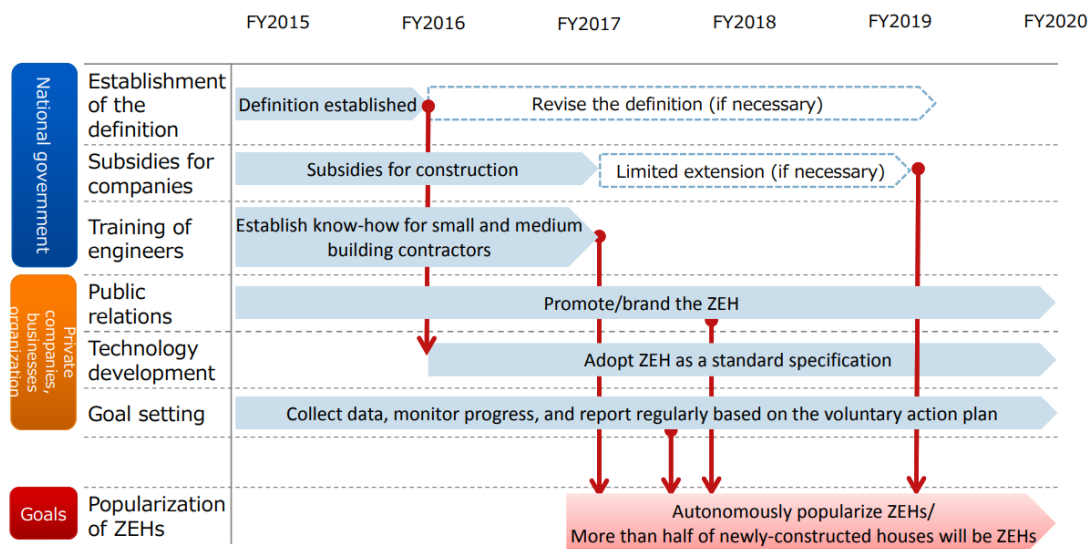 FY2015 FY2016 FY2017 FY2018 FY2019 FY2020
National government
Establishment
of the
definition
Definition established
Revise the definition (if necessary)
Subsidies for
companies
Subsidies for construction
Limited extension (if necessary)
Training of
engineers
Establish know-how for small and medium
building contractors
Private
companies,
businesses
organization
Public
relations
Promote/brand the ZEH
Technology
development
Adopt ZEH as a standard specification
Goal setting
Collect data, monitor progress, and report regularly based on the voluntary action plan
Goals
Popularization
of ZEHs
Autonomously popularize ZEHs/
More than half of newly-constructed houses will be ZEHs